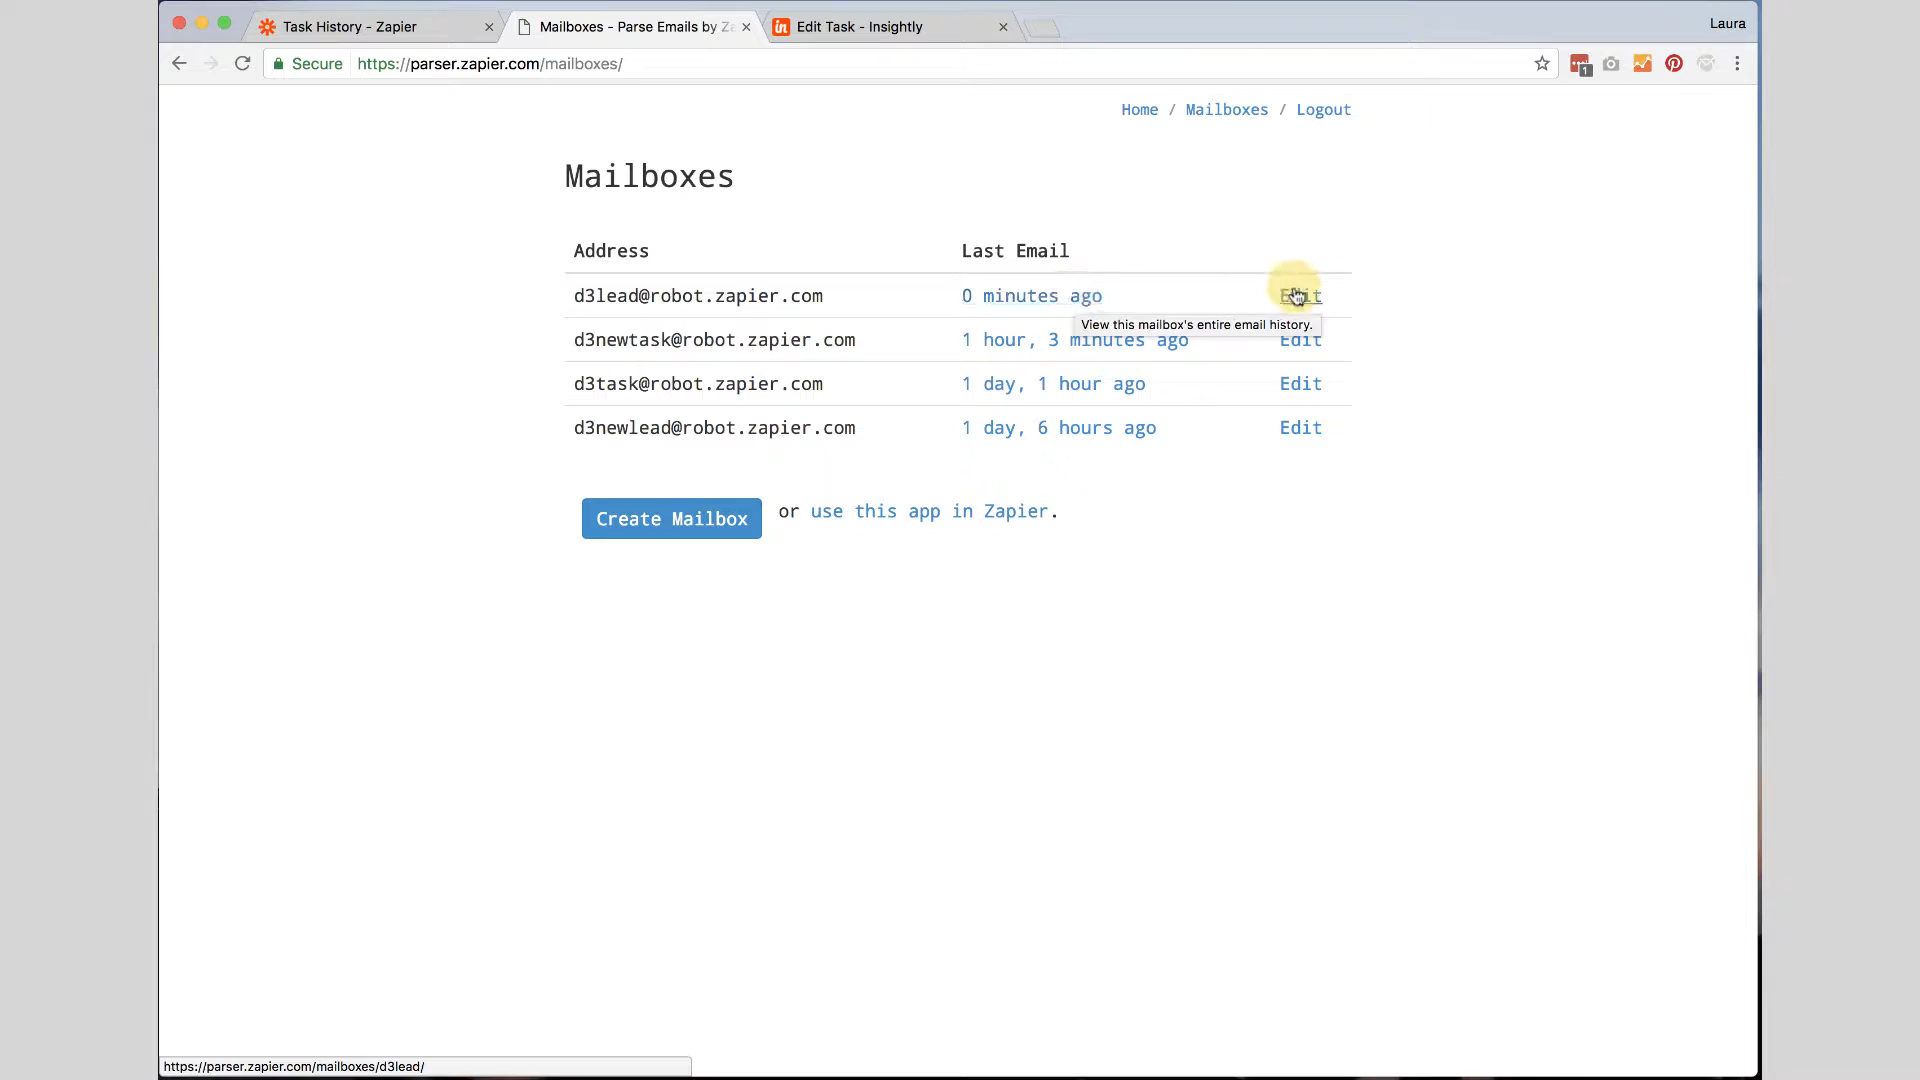 Task History - Zapier
Mailboxes - Parse Emails by Za
Edit Task - Insightly
Laura
Secure
https://parser.zapier.com/mailboxes/
1
Home / Mailboxes / Logout
Mailboxes
Address Last Email
d3lead@robot.zapier.com 0 minutes ago Edit
View this mailbox's entire email history.
d3newtask@robot.zapier.com 1 hour, 3 minutes ago Edit
d3task@robot.zapier.com 1 day, 1 hour ago Edit
d3newlead@robot.zapier.com 1 day, 6 hours ago Edit
Create Mailbox or use this app in Zapier.
https://parser.zapier.com/mailboxes/d3lead/